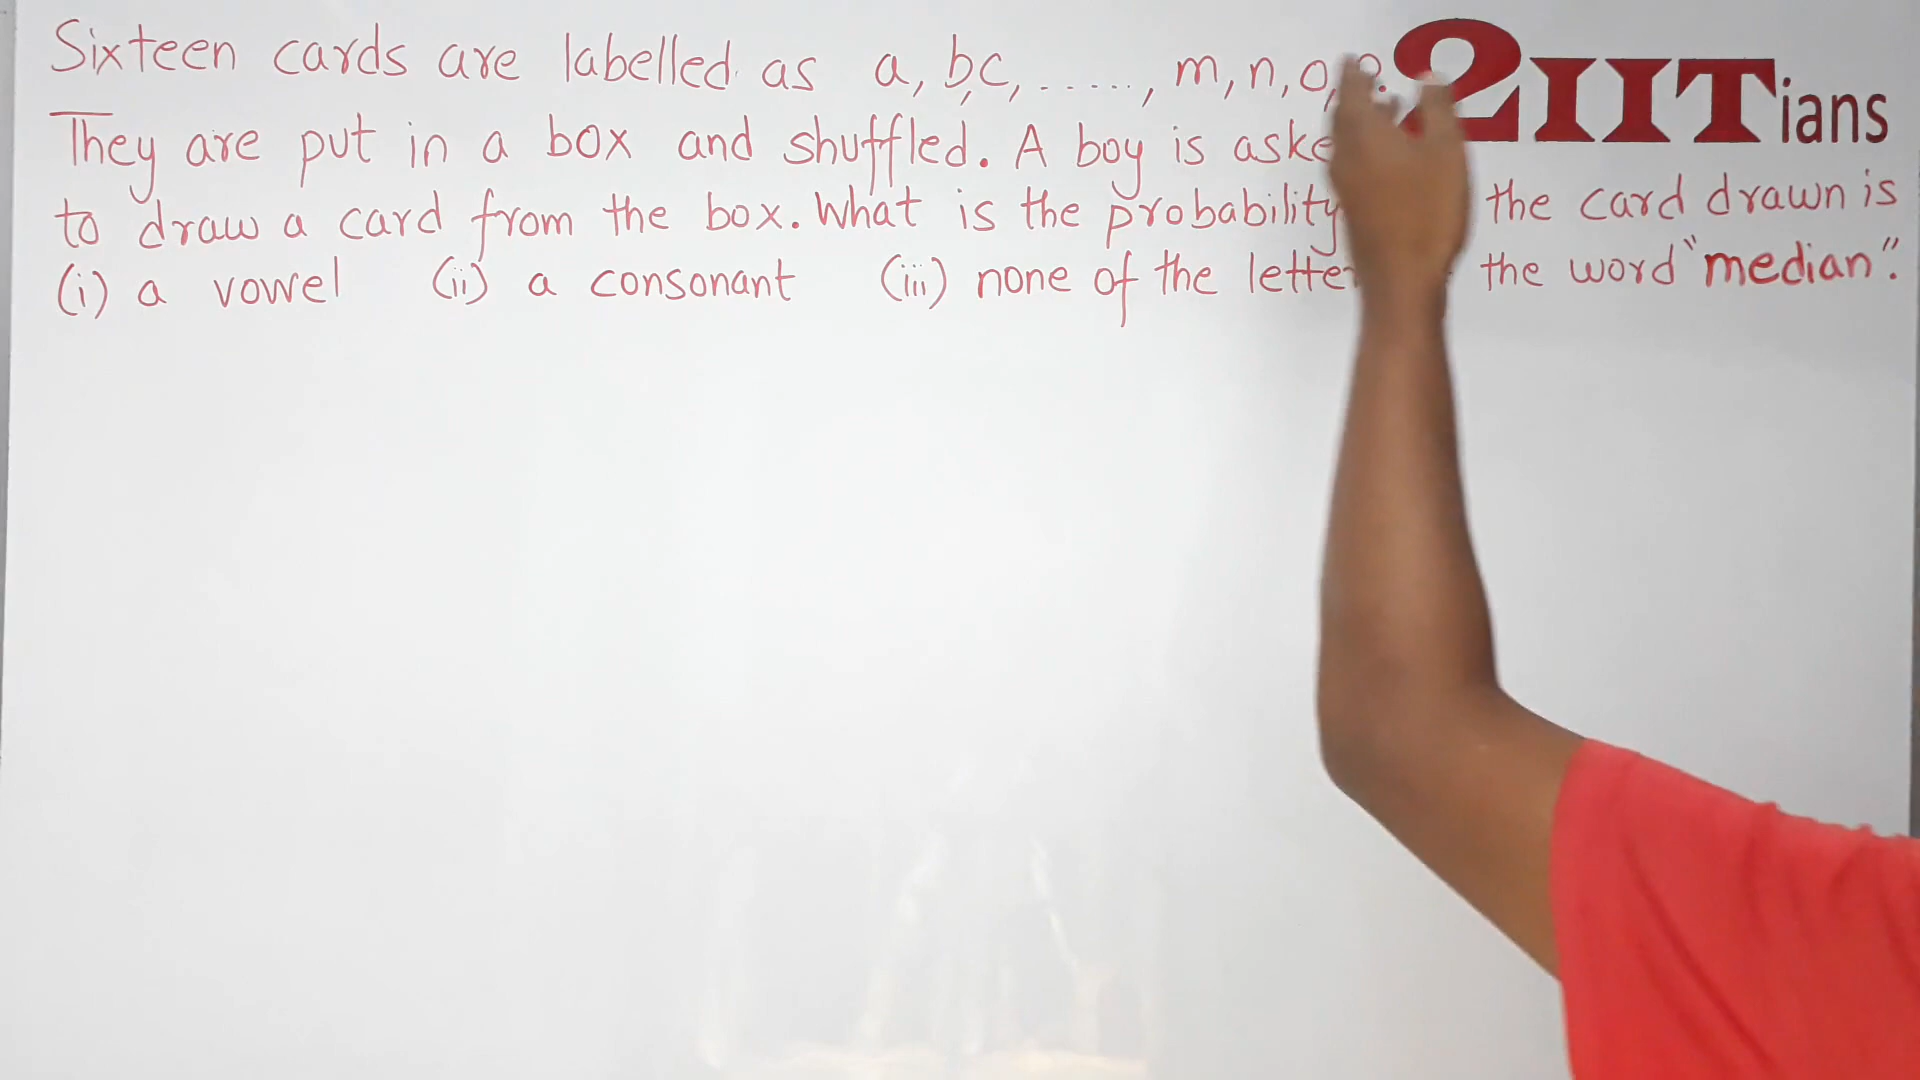 Sixteen cards are labelled as a, b, c, ......, m, n, o,
2IITians
They are put in a box and shuffled. A boy is aske
to draw a card from the box. What is the probability the card drawn is
(i) a vowel (ii) a consonant (iii) none of the the word "median".